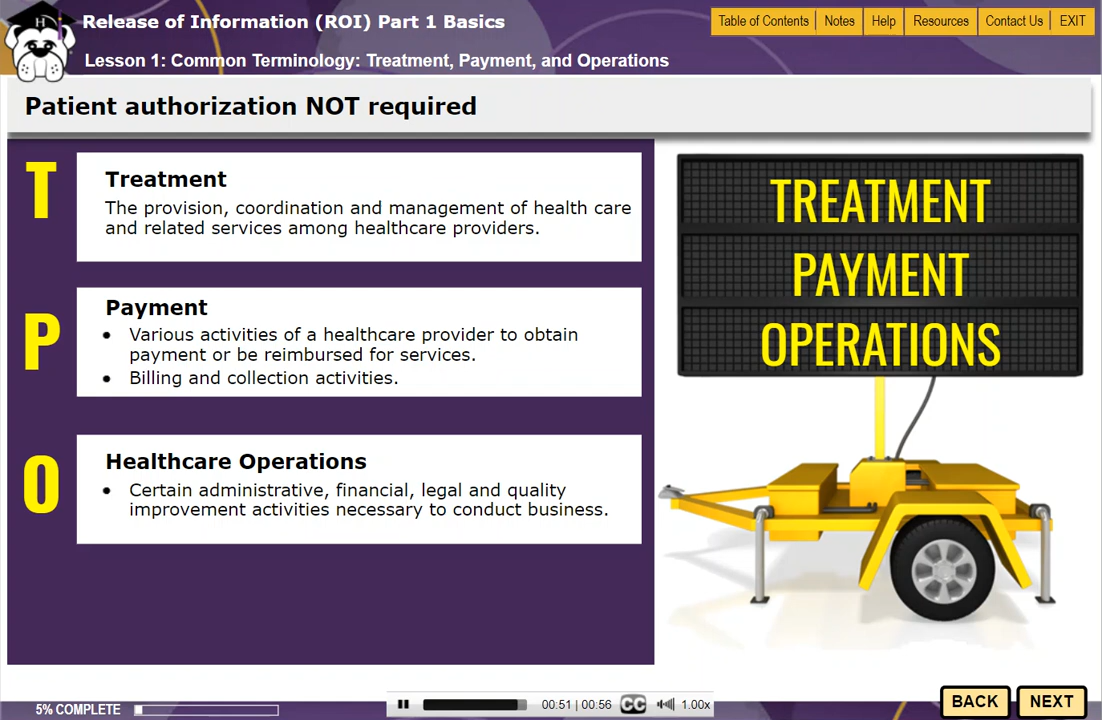 Release of Information (ROI) Part 1 Basics
Table of Contents Notes Help Resources Contact Us EXIT
H
Lesson 1: Common Terminology: Treatment, Payment, and Operations
Patient authorization NOT required
T
Treatment
The provision, coordination and management of health care
and related services among healthcare providers.
P
Payment
• Various activities of a healthcare provider to obtain
payment or be reimbursed for services.
• Billing and collection activities.
O
Healthcare Operations
• Certain administrative, financial, legal and quality
improvement activities necessary to conduct business.
TREATMENT
PAYMENT
OPERATIONS
5% COMPLETE
00:51 | 00:56 CC 1.00x
BACK NEXT